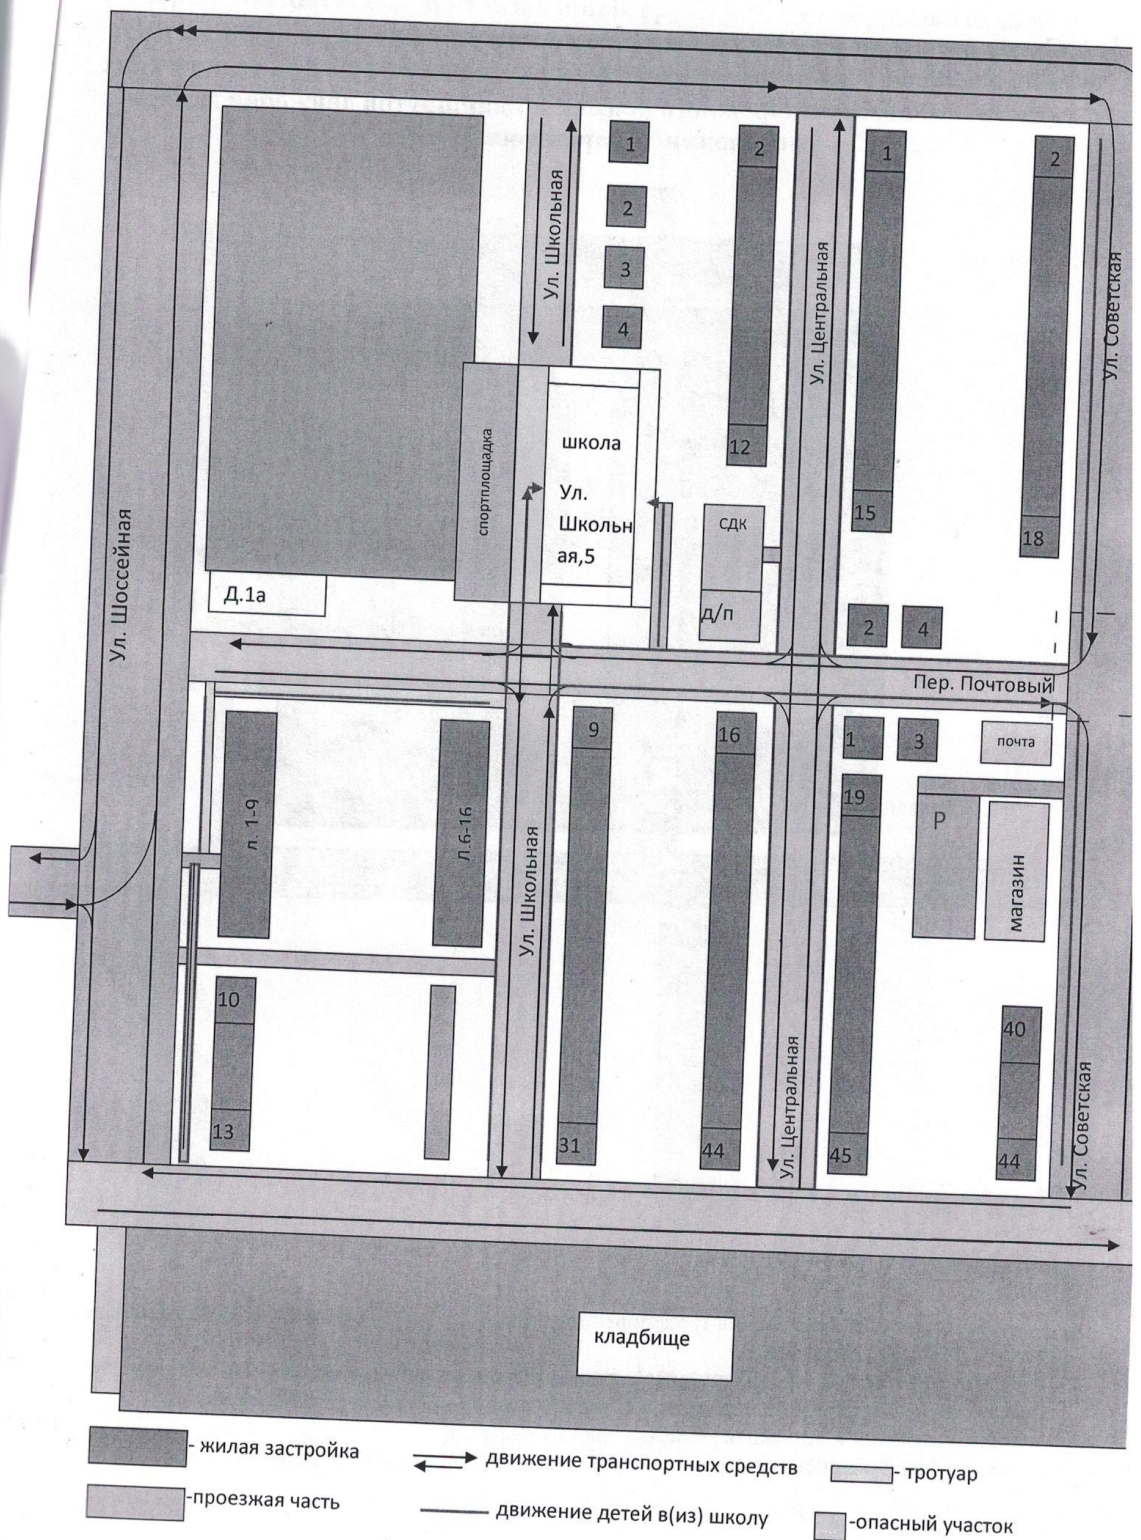 1
2
1
2
Ул. Школьная
2
3
4
Ул. Центральная
Ул. Советская
школа
12
спортплощадка
Ул.
Школьн
ая,5
15
сдк
18
Ул. Шоссейная
Д.1а
д/п
2
4
Пер. Почтовый
9
16
1
3
почта
19
л. 1-9
Л.6-16
Р
Ул. Школьная
магазин
10
40
13
31
44
Ул. Центральная
45
44
Ул. Советская
кладбище
- жилая застройка
движение транспортных средств
- тротуар
-проезжая часть
движение детей в(из) школу
-опасный участок